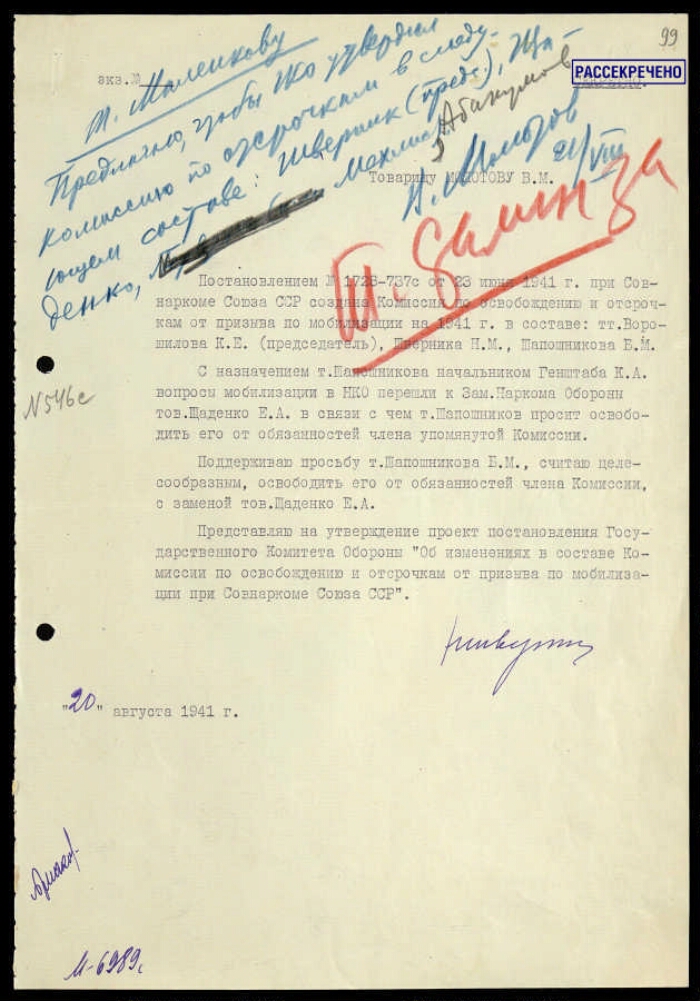 99
экз.№
РАССЕКРЕЧЕНО
т. Маленкову
Предлагаю, чтобы ГКО утвердил
комиссию по отсрочкам в следу-
ющем составе: Шверник (пред.), Ща-
денко, Мехлис, Абакумов
В. Молотов
21/VIII
Товарищу МОЛОТОВУ В.М.
Постановлением № 1728-737с от 23 июня 1941 г. при Сов-
наркоме Союза ССР создана Комиссия по освобождению и отсроч-
кам от призыва по мобилизации на 1941 г. в составе: тт.Воро-
шилова К.Е. (председатель), Шверника Н.М., Шапошникова Б.М.
№546с
С назначением т.Шапошникова начальником Генштаба К.А.
вопросы мобилизации в НКО перешли к Зам.Наркома Обороны
тов.Щаденко Е.А. в связи с чем т.Шапошников просит освобо-
дить его от обязанностей члена упомянутой Комиссии.
Поддерживаю просьбу т.Шапошникова Б.М., считаю целе-
сообразным, освободить его от обязанностей члена Комиссии,
с заменой тов.Щаденко Е.А.
Представляю на утверждение проект постановления Госу-
дарственного Комитета Обороны "Об изменениях в составе Ко-
миссии по освобождению и отсрочкам от призыва по мобилиза-
ции при Совнаркоме Союза ССР".
"20" августа 1941 г.
М-6989с